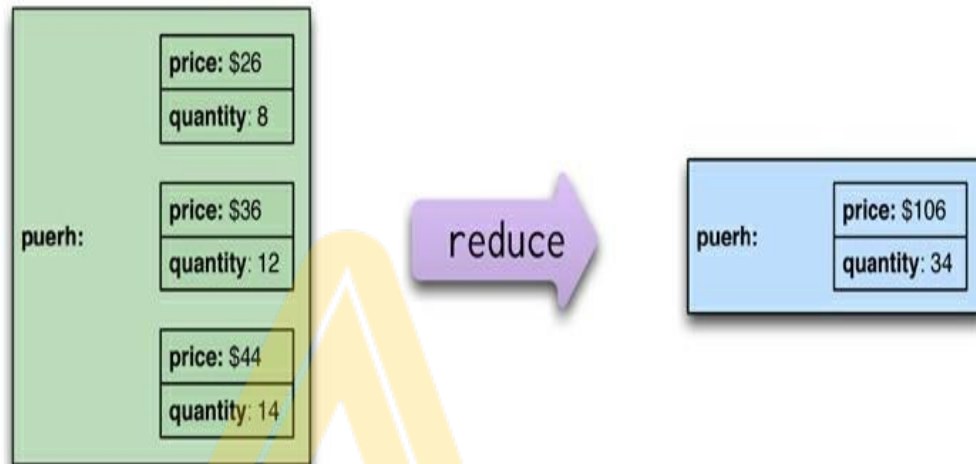 price: $26
quantity: 8
puerh:
price: $36
quantity: 12
price: $44
quantity: 14
reduce
puerh:
price: $106
quantity: 34